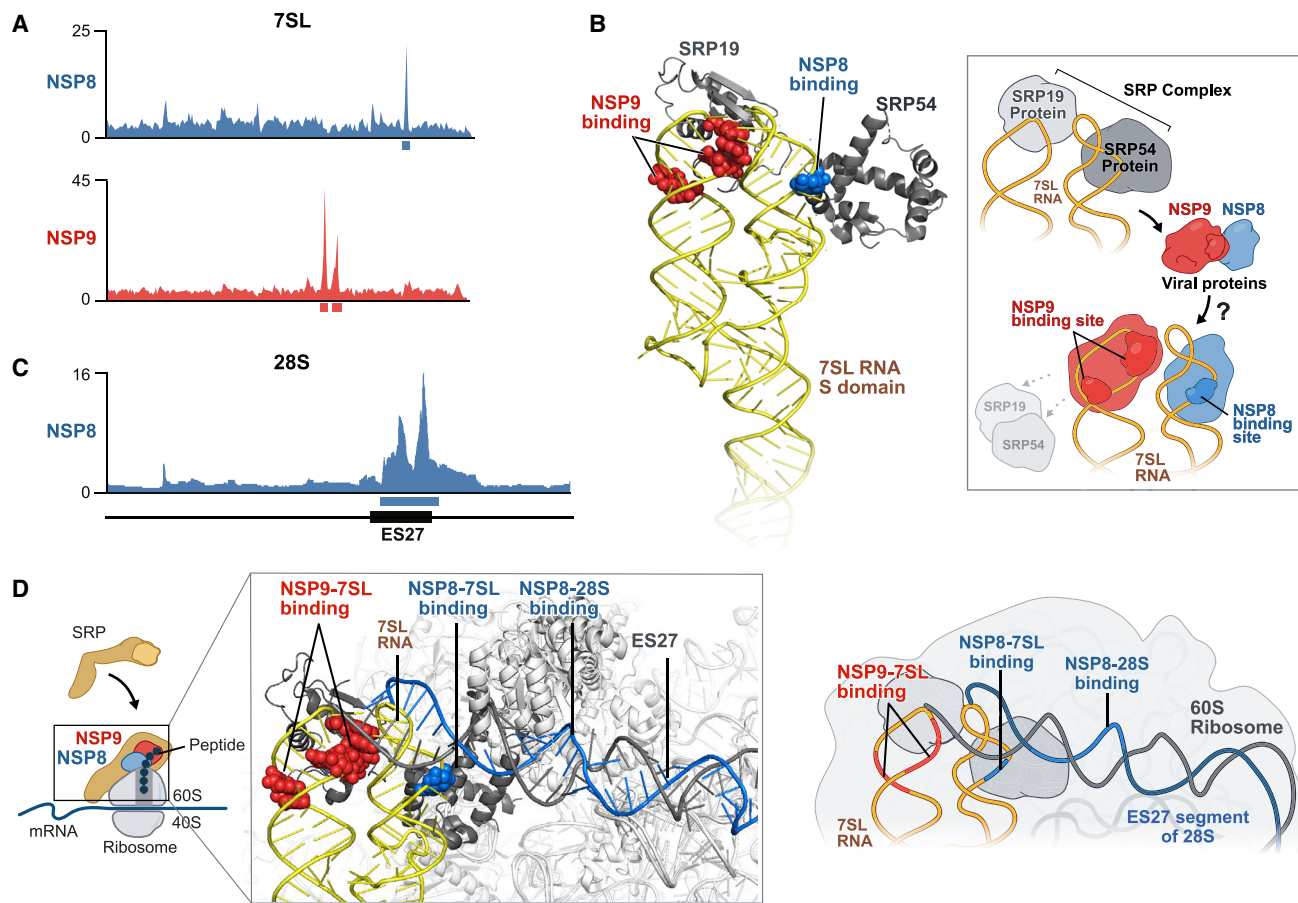 A
7SL
25
NSP8
0
45
NSP9
0
B
SRP19
NSP8
binding
SRP54
NSP9
binding
7SL RNA
S domain
SRP Complex
SRP19
Protein
SRP54
Protein
7SL
RNA
NSP9
NSP8
Viral proteins
?
NSP9
binding site
SRP19
SRP54
NSP8
binding
site
7SL
RNA
C
28S
16
NSP8
0
ES27
D
SRP
NSP9
NSP8
Peptide
60S
mRNA
40S
Ribosome
NSP9-7SL
binding
7SL
RNA
NSP8-7SL
binding
NSP8-28S
binding
ES27
NSP9-7SL
binding
NSP8-7SL
binding
NSP8-28S
binding
60S
Ribosome
7SL
RNA
ES27 segment
of 28S